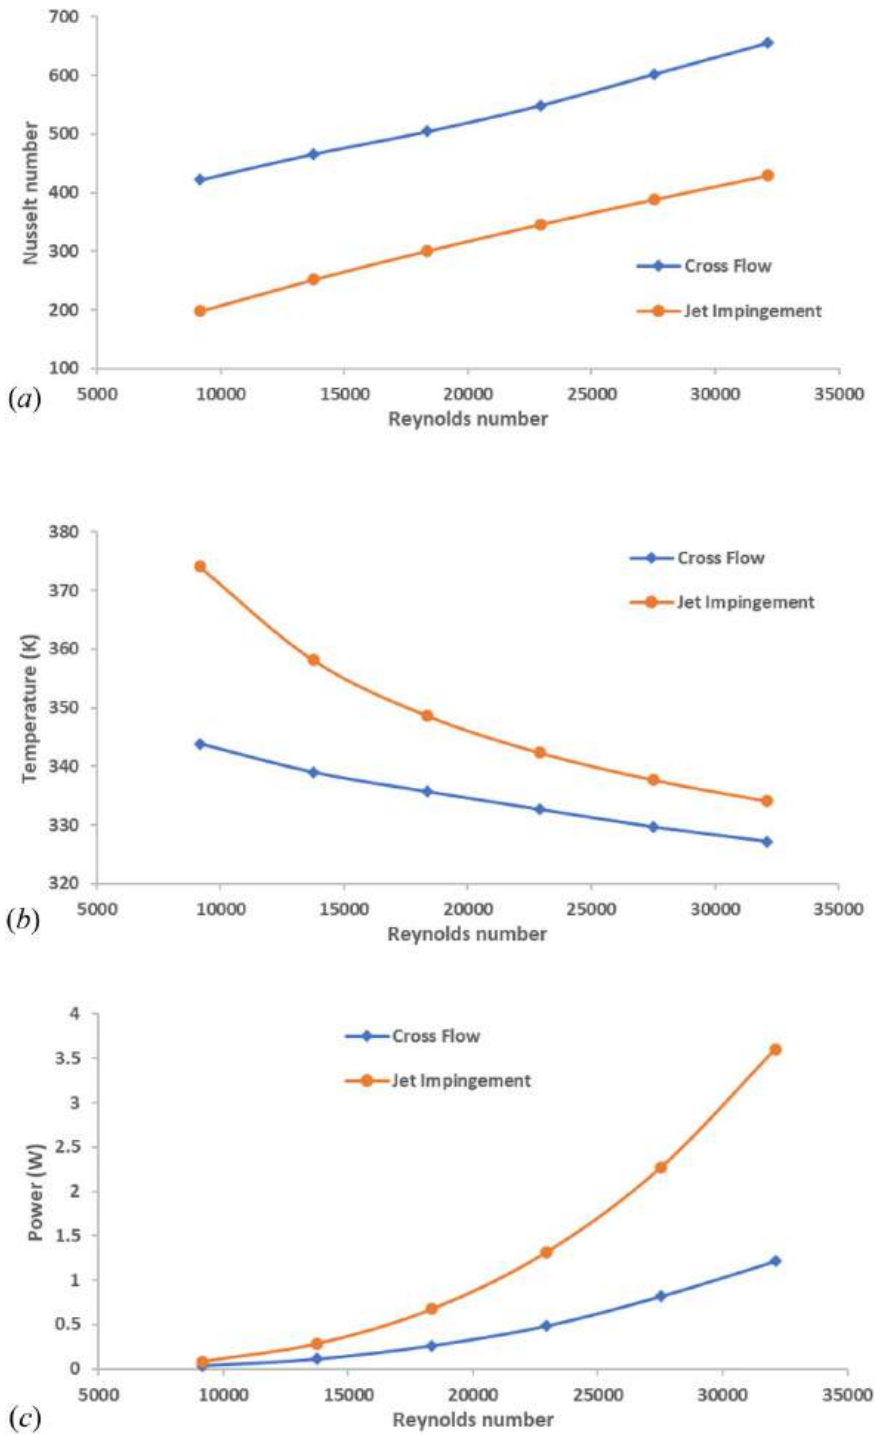 700
600
500
400
300
200
100
Nusselt number
Cross Flow
Jet Impingement
5000 10000 15000 20000 25000 30000 35000
Reynolds number
(a)
380
370
360
350
340
330
320
Temperature (K)
Cross Flow
Jet Impingement
5000 10000 15000 20000 25000 30000 35000
Reynolds number
(b)
4
3.5
3
2.5
2
1.5
1
0.5
0
Power (W)
Cross Flow
Jet Impingement
5000 10000 15000 20000 25000 30000 35000
Reynolds number
(c)